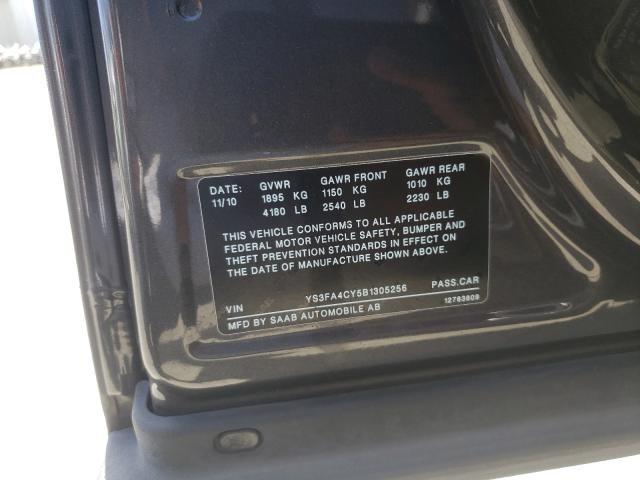 DATE: GVWR GAWR FRONT GAWR REAR
11/10 1895 KG 1150 KG 1010 KG
4180 LB 2540 LB 2230 LB
THIS VEHICLE CONFORMS TO ALL APPLICABLE
FEDERAL MOTOR VEHICLE SAFETY, BUMPER AND
THEFT PREVENTION STANDARDS IN EFFECT ON
THE DATE OF MANUFACTURE SHOWN ABOVE.
VIN YS3FA4CY5B1305256 PASS.CAR
MFD BY SAAB AUTOMOBILE AB 12783809